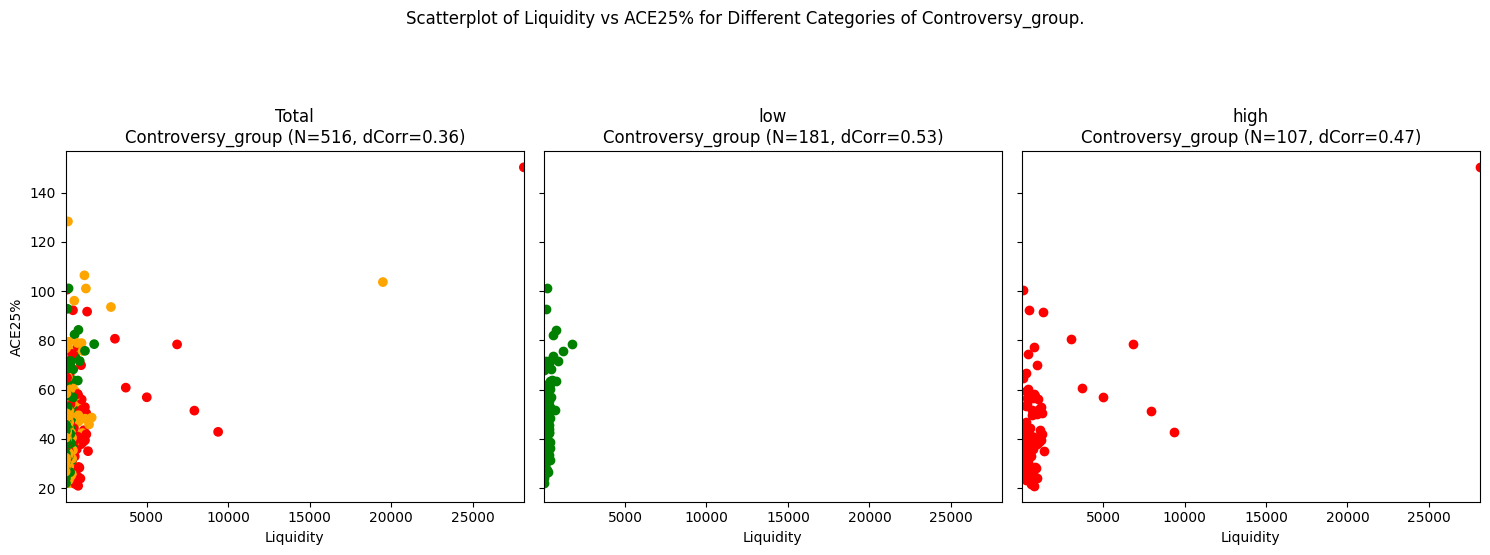 Scatterplot of Liquidity vs ACE25% for Different Categories of Controversy_group.
Total
Controversy_group (N=516, dCorr=0.36)
low
Controversy_group (N=181, dCorr=0.53)
high
Controversy_group (N=107, dCorr=0.47)
ACE25%
140
120
100
80
60
40
20
5000 10000 15000 20000 25000
Liquidity
5000 10000 15000 20000 25000
Liquidity
5000 10000 15000 20000 25000
Liquidity